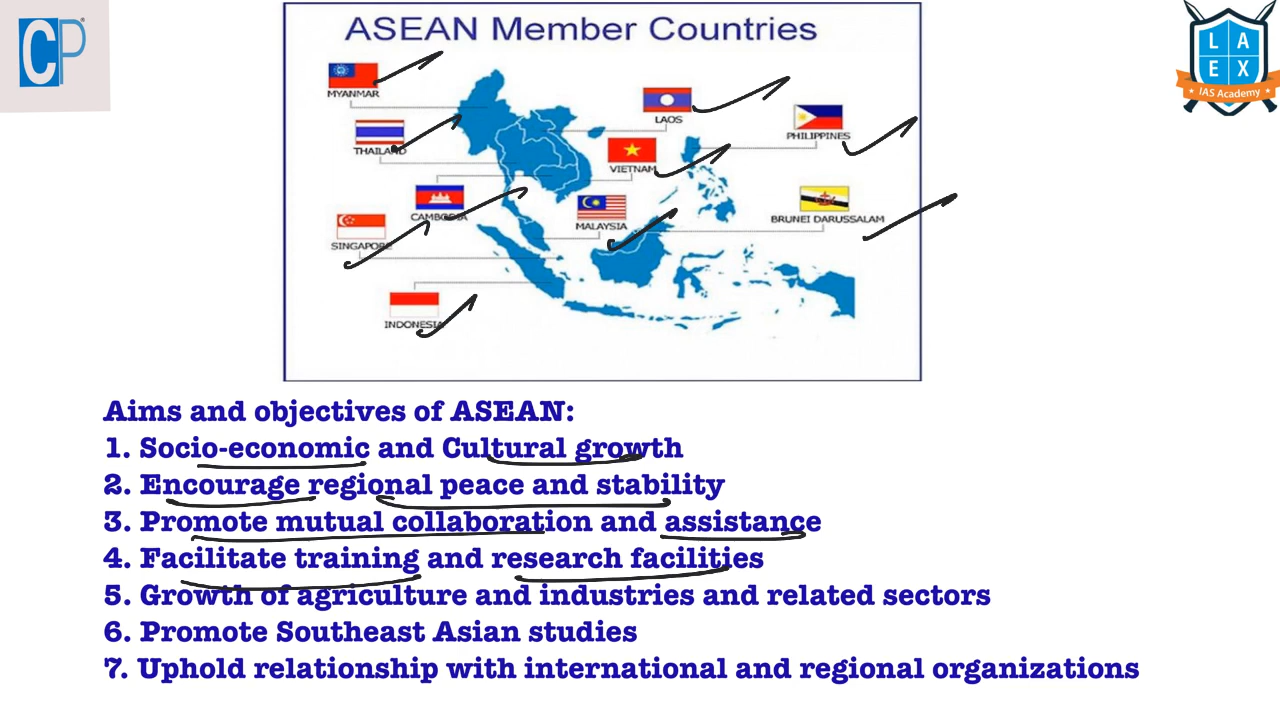 CP
ASEAN Member Countries
L A
E X
IAS Academy
MYANMAR
LAOS
PHILIPPINES
THAILAND
VIETNAM
CAMBODIA
MALAYSIA
BRUNEI DARUSSALAM
SINGAPORE
INDONESIA
Aims and objectives of ASEAN:
1. Socio-economic and Cultural growth
2. Encourage regional peace and stability
3. Promote mutual collaboration and assistance
4. Facilitate training and research facilities
5. Growth of agriculture and industries and related sectors
6. Promote Southeast Asian studies
7. Uphold relationship with international and regional organizations